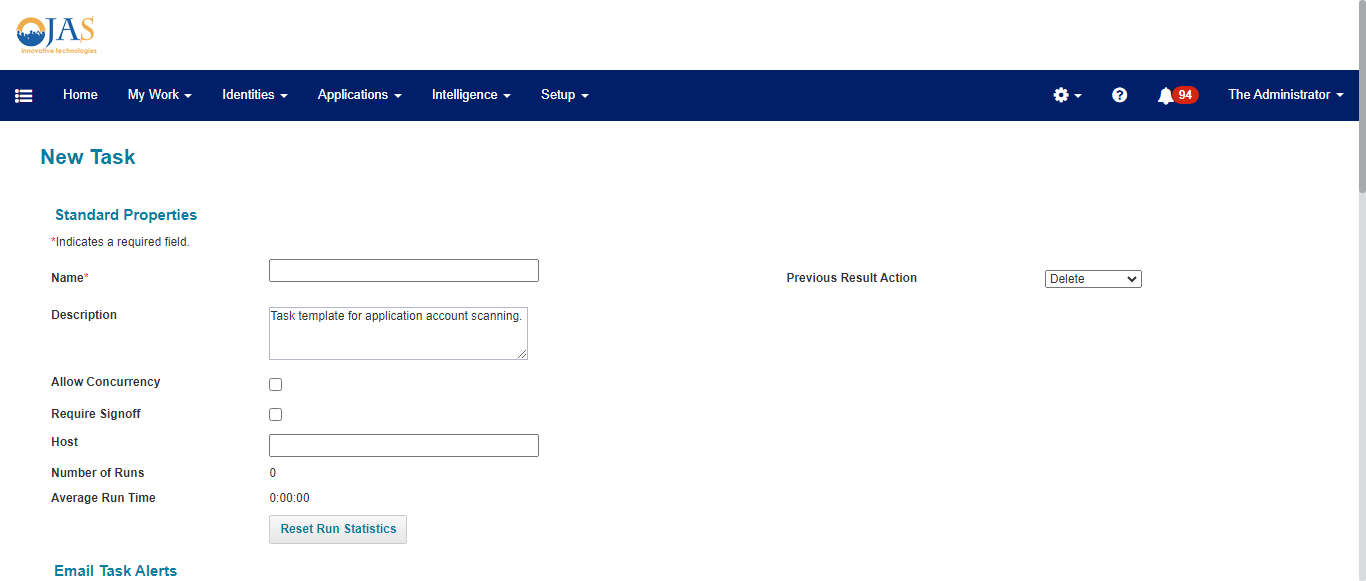 OJAS
innovative technologies
Home My Work Identities Applications Intelligence Setup 94 The Administrator
New Task
Standard Properties
*Indicates a required field.
Name* Previous Result Action Delete
Description Task template for application account scanning.
Allow Concurrency
Require Signoff
Host
Number of Runs 0
Average Run Time 0:00:00
Reset Run Statistics
Email Task Alerts